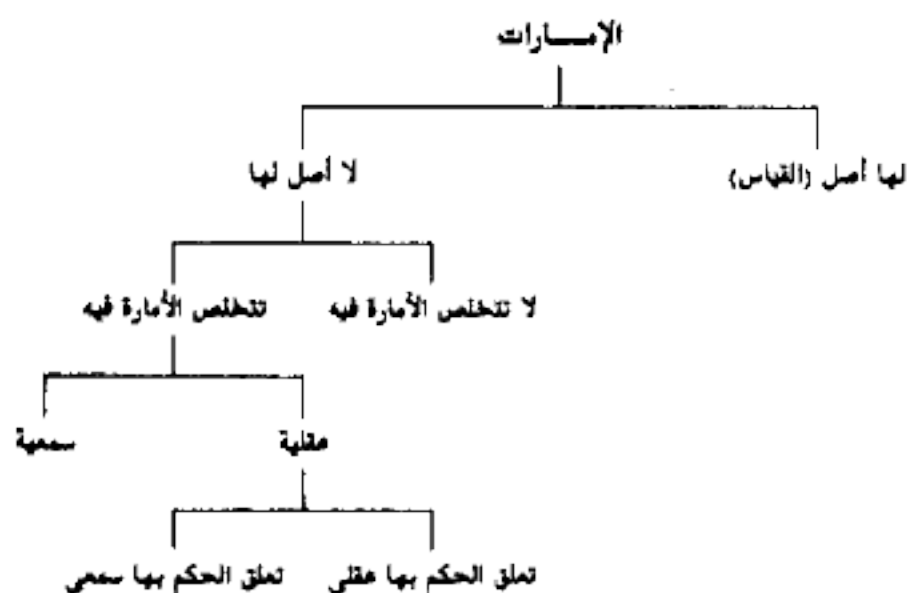 الإمــارات
لها أصل (القياس)
لا أصل لها
لا تتخلص الأمارة فيه
تتخلص الأمارة فيه
عقلية
سمعية
تعلق الحكم بها عقلي
تعلق الحكم بها سمعي